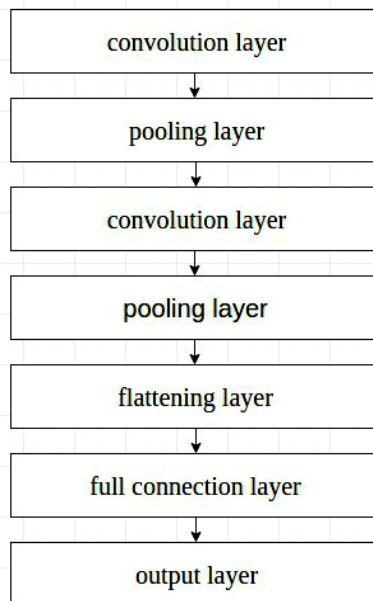 convolution layer
pooling layer
convolution layer
pooling layer
flattening layer
full connection layer
output layer